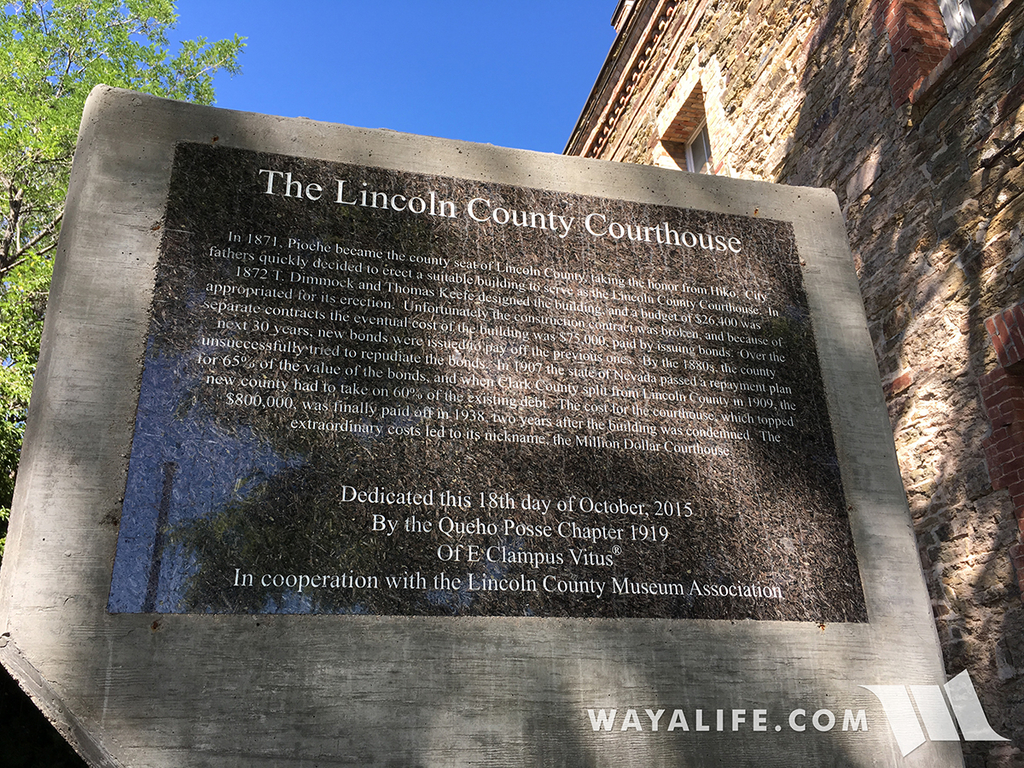 The Lincoln County Courthouse
In 1871, Pioche became the county seat of Lincoln County, taking the honor from Hiko. City
fathers quickly decided to erect a suitable building to serve as the Lincoln County Courthouse. In
1872 T. Dimmock and Thomas Keefe designed the building, and a budget of $26,400 was
appropriated for its erection. Unfortunately the construction contract was broken, and because of
separate contracts the eventual cost of the building was $75,000, paid by issuing bonds. Over the
next 30 years, new bonds were issued to pay off the previous ones. By the 1880s, the county
unsuccessfully tried to repudiate the bonds. In 1907 the state of Nevada passed a repayment plan
for 65% of the value of the bonds, and when Clark County split from Lincoln County in 1909, the
new county had to take on 60% of the existing debt. The cost for the courthouse, which topped
$800,000, was finally paid off in 1938, two years after the building was condemned. The
extraordinary costs led to its nickname, the Million Dollar Courthouse.
Dedicated this 18th day of October, 2015
By the Queho Posse Chapter 1919
Of E Clampus Vitus®
In cooperation with the Lincoln County Museum Association
WAYALIFE.COM